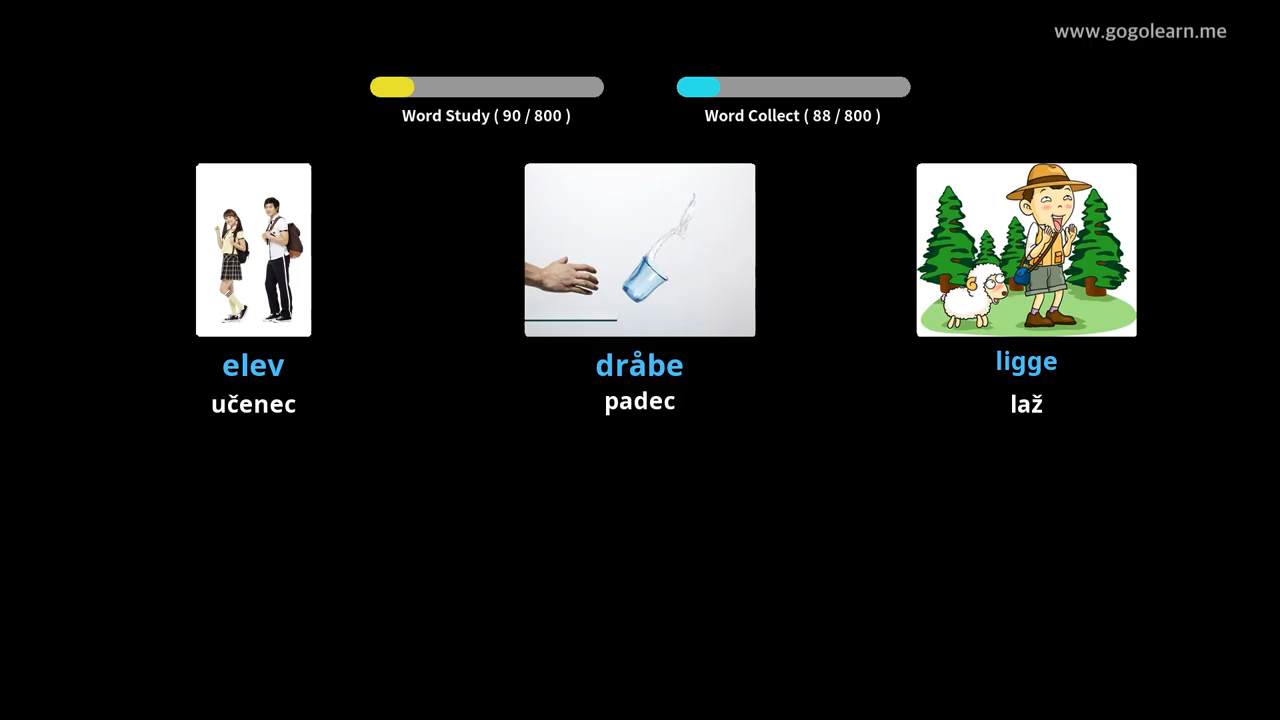 www.gogolearn.me
Word Study ( 90 / 800 )
Word Collect ( 88 / 800 )
elev
dråbe
ligge
učenec
padec
laž